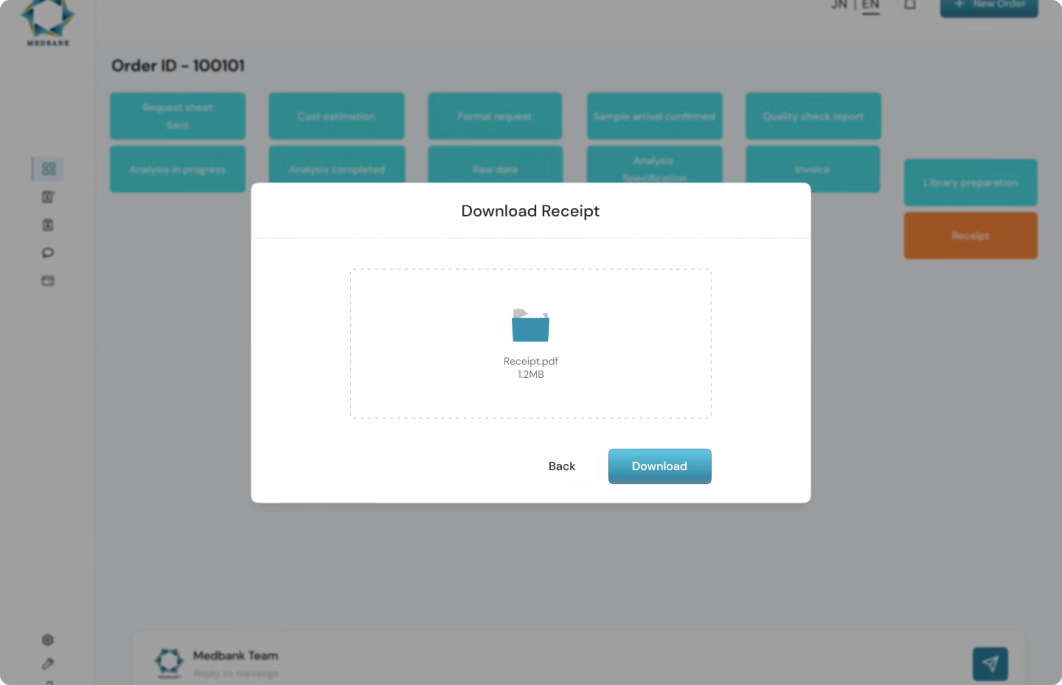 MEDBANK
JN | EN
+ New Order
Order ID - 100101
Request sheet
Sent
Cost estimation
Formal request
Sample arrival confirmed
Quality check report
Analysis in progress
Analysis completed
Raw data
Analysis
Specification
Invoice
Library preparation
Receipt
Download Receipt
Receipt.pdf
1.2MB
Back
Download
Medbank Team
Reply to message